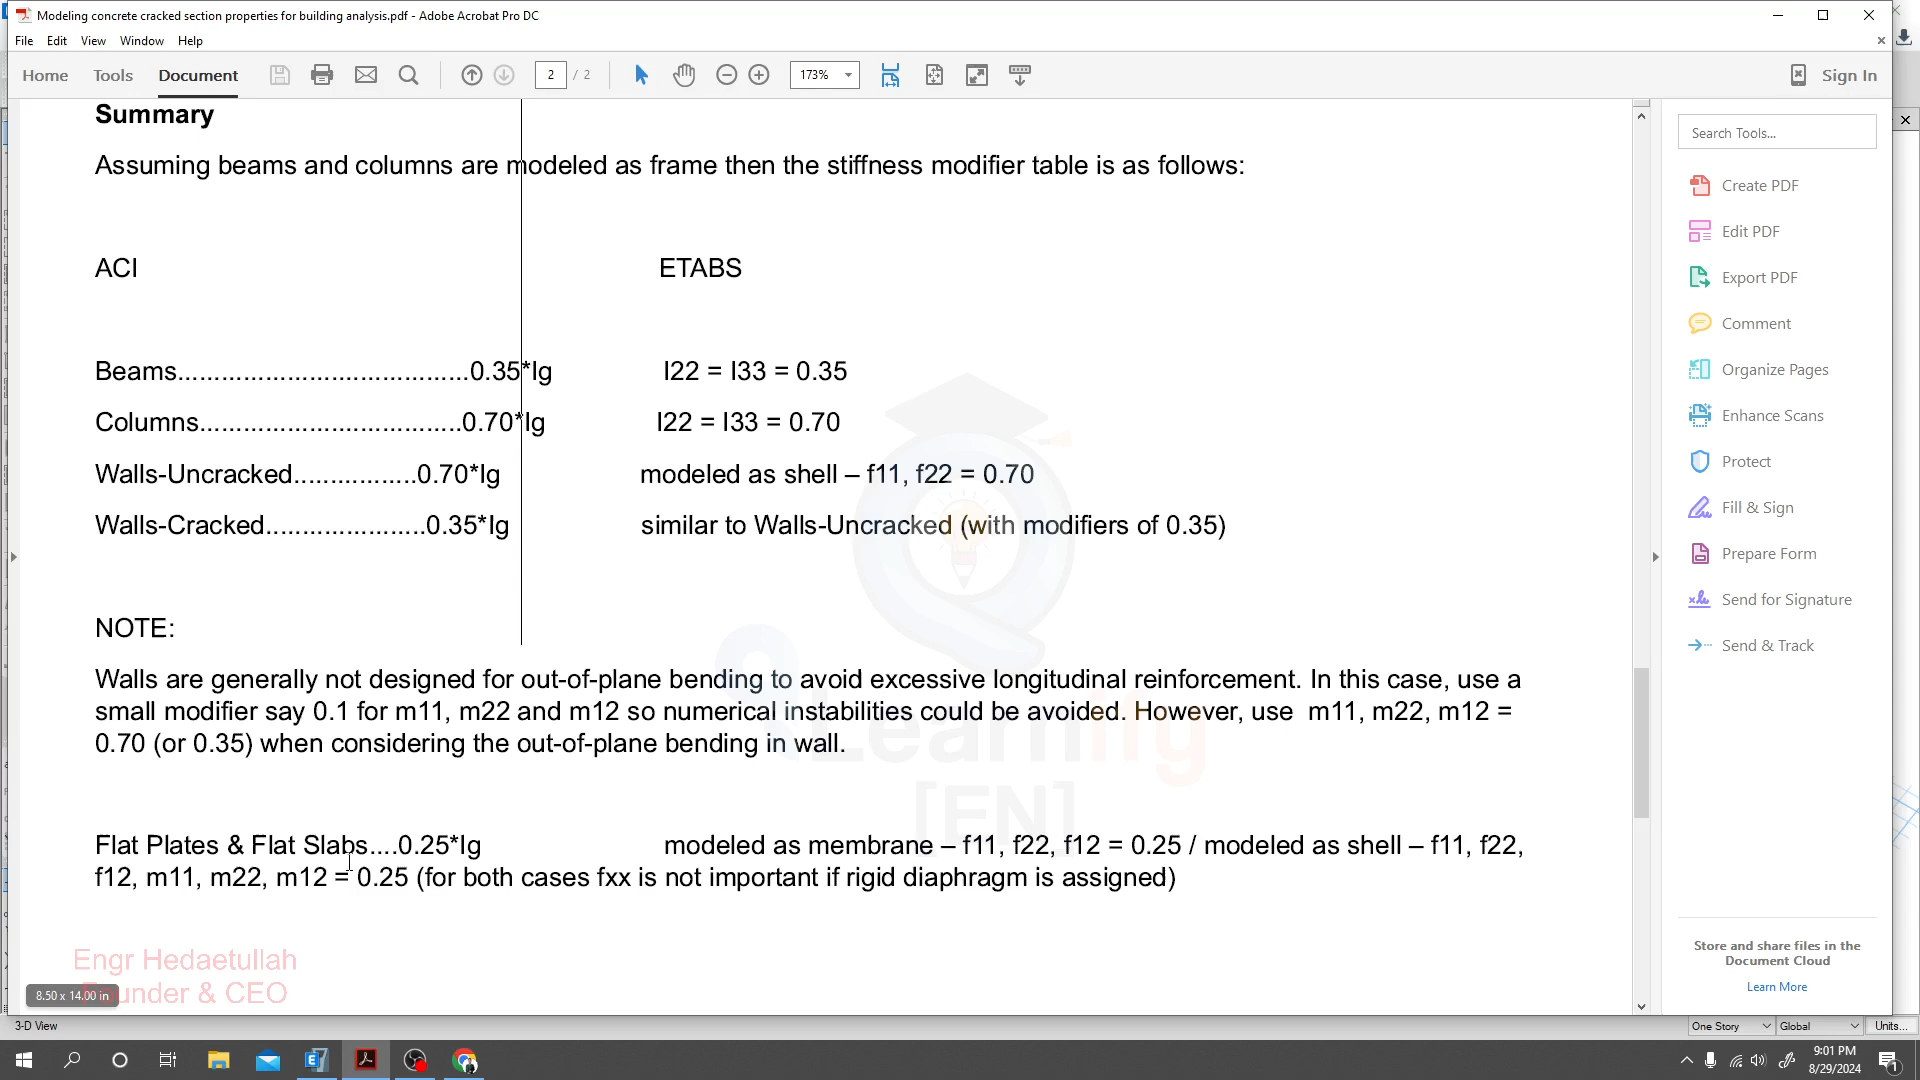 Modeling concrete cracked section properties for building analysis.pdf - Adobe Acrobat Pro DC
File Edit View Window Help
Home Tools Document 2 / 2 173% Sign In
Summary
Assuming beams and columns are modeled as frame then the stiffness modifier table is as follows:
ACI ETABS
Beams........................................0.35*Ig I22 = I33 = 0.35
Columns....................................0.70*Ig I22 = I33 = 0.70
Walls-Uncracked.................0.70*Ig modeled as shell – f11, f22 = 0.70
Walls-Cracked......................0.35*Ig similar to Walls-Uncracked (with modifiers of 0.35)
NOTE:
Walls are generally not designed for out-of-plane bending to avoid excessive longitudinal reinforcement. In this case, use a
small modifier say 0.1 for m11, m22 and m12 so numerical instabilities could be avoided. However, use m11, m22, m12 =
0.70 (or 0.35) when considering the out-of-plane bending in wall.
Flat Plates & Flat Slabs....0.25*Ig modeled as membrane – f11, f22, f12 = 0.25 / modeled as shell – f11, f22,
f12, m11, m22, m12 = 0.25 (for both cases fxx is not important if rigid diaphragm is assigned)
Learnify
[EN]
Engr Hedaetullah
Founder & CEO
8.50 x 14.00 in
Search Tools...
Create PDF
Edit PDF
Export PDF
Comment
Organize Pages
Enhance Scans
Protect
Fill & Sign
Prepare Form
Send for Signature
Send & Track
Store and share files in the
Document Cloud
Learn More
3-D View One Story Global Units...
9:01 PM
8/29/2024
1